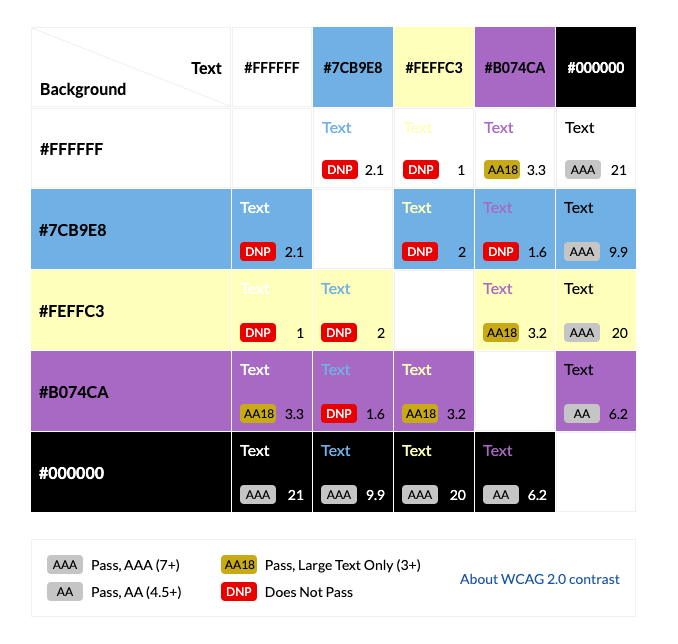 Text
Background
#FFFFFF #7CB9E8 #FEFFC3 #B074CA #000000
#FFFFFF
Text Text Text Text
DNP 2.1 DNP 1 AA18 3.3 AAA 21
#7CB9E8
Text Text Text Text
DNP 2.1 DNP 2 DNP 1.6 AAA 9.9
#FEFFC3
Text Text Text Text
DNP 1 DNP 2 AA18 3.2 AAA 20
#B074CA
Text Text Text Text
AA18 3.3 DNP 1.6 AA18 3.2 AA 6.2
#000000
Text Text Text Text
AAA 21 AAA 9.9 AAA 20 AA 6.2
AAA Pass, AAA (7+) AA18 Pass, Large Text Only (3+)
About WCAG 2.0 contrast
AA Pass, AA (4.5+) DNP Does Not Pass